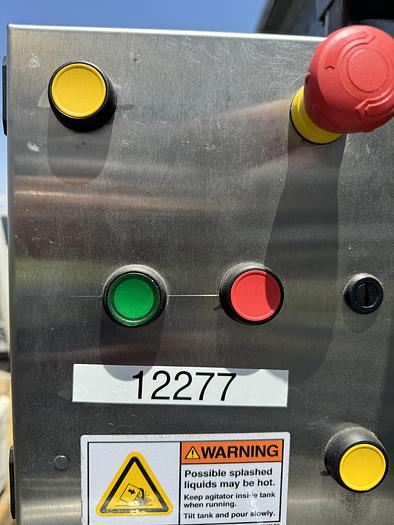 12277
WARNING
Possible splashed
liquids may be hot.
Keep agitator inside tank
when running.
Tilt tank and pour slowly.